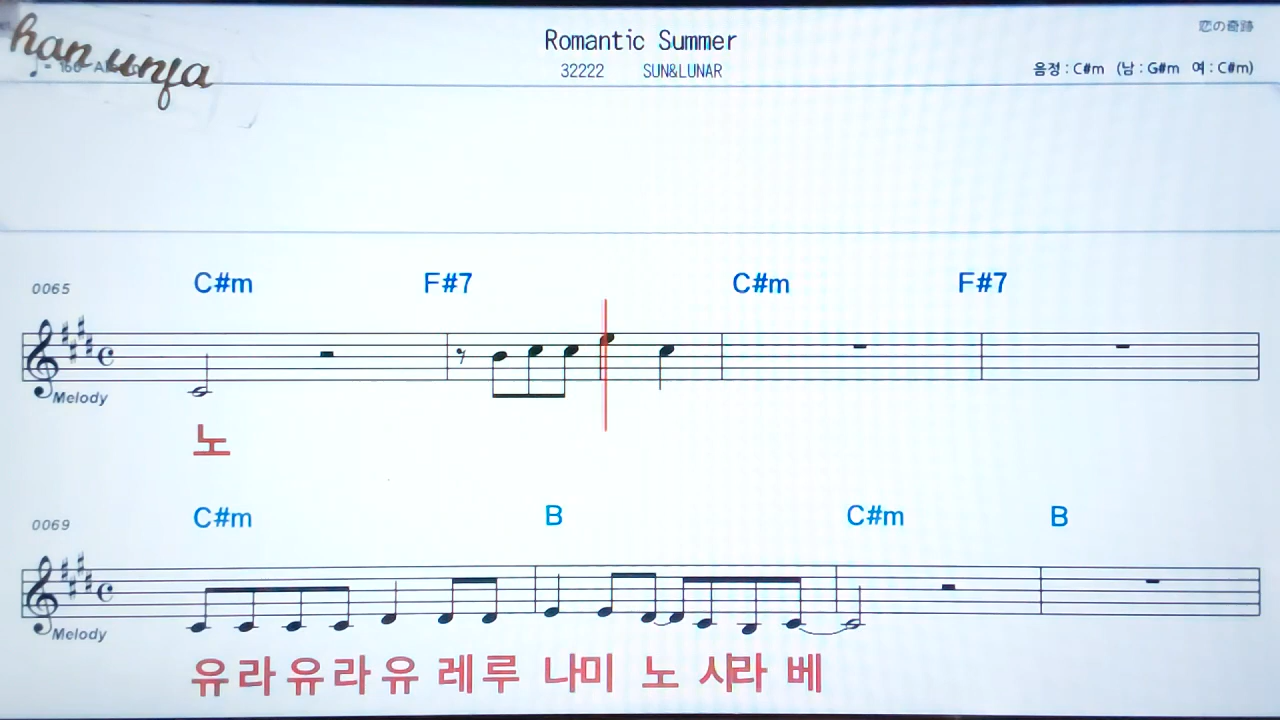 han unja
Romantic Summer
恋の奇跡
32222 SUN&LUNAR
음정 : C#m (남 : G#m 여 : C#m)
C#m F#7 C#m F#7
0065
Melody
노
C#m B C#m B
0069
Melody
유 라 유 라 유 레 루 나 미 노 시 라 베